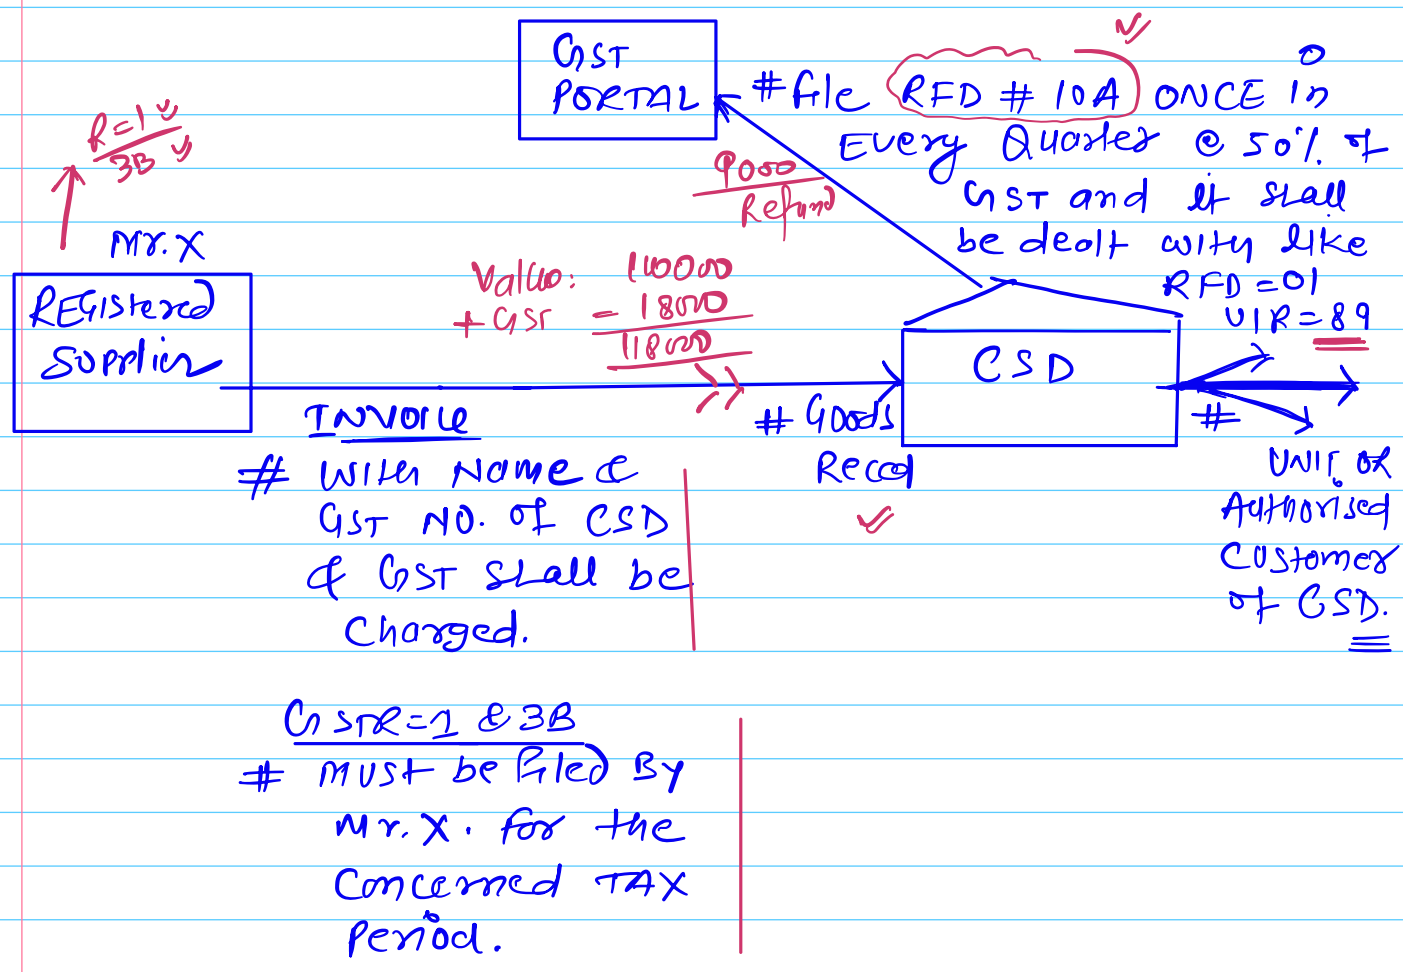 GST
PORTAL
# file RFD # 10A ONCE in
Every Quarter @ 50% of
GST and it shall
be dealt with like
RFD = 01
U/R = 89
R = 1
3B
9000
Refund
Mr. X
REGIstered
Supplier
Value: 100000
+ GST - 18000
118000
CSD
INVOICE
# Goods
Recd
#
# With Name &
GST NO. of CSD
& GST shall be
Charged.
UNIT OR
Authorised
Customer
of CSD.
GSTR = 1 & 3B
# must be filed By
Mr. X. for the
Concerned TAX
Period.